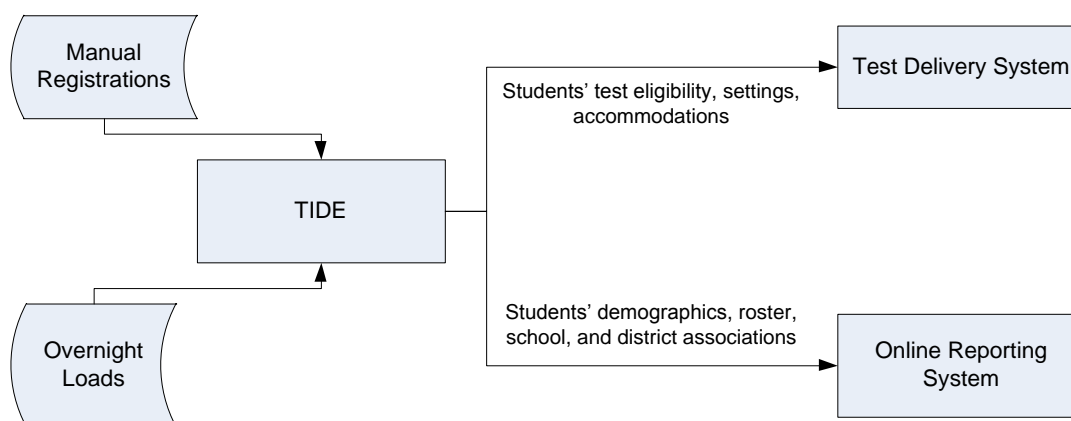 Manual
Registrations
Test Delivery System
Students’ test eligibility, settings,
accommodations
TIDE
Students’ demographics, roster,
school, and district associations
Overnight
Loads
Online Reporting
System